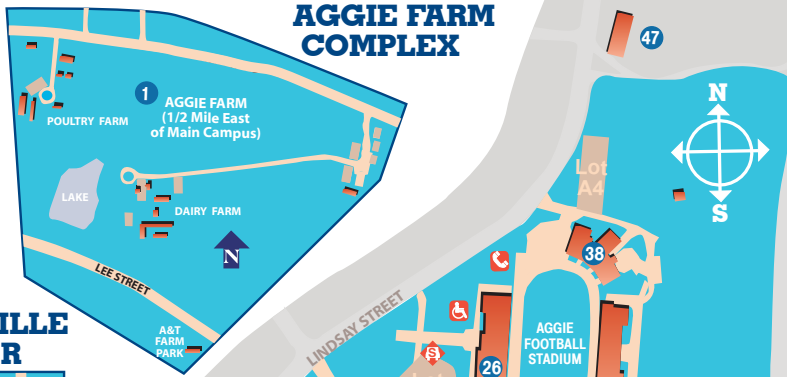 AGGIE FARM
COMPLEX
1
AGGIE FARM
(1/2 Mile East
of Main Campus)
POULTRY FARM
LAKE
DAIRY FARM
N
LEE STREET
A&T
FARM
PARK
ILLE
R
47
N
S
Lot
A4
38
LINDSAY STREET
S
26
AGGIE
FOOTBALL
STADIUM